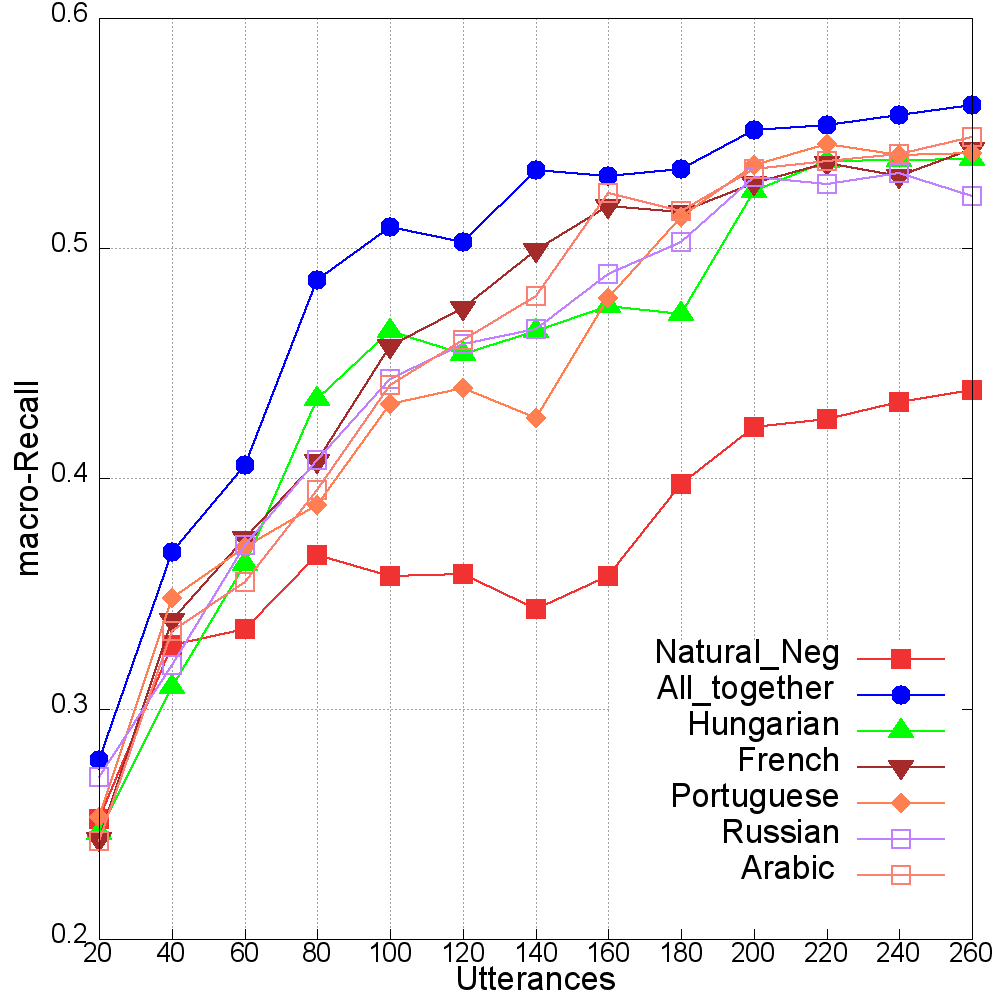 0.6
0.5
0.4
0.3
0.2
macro-Recall
Natural_Neg
All_together
Hungarian
French
Portuguese
Russian
Arabic
20 40 60 80 100 120 140 160 180 200 220 240 260
Utterances